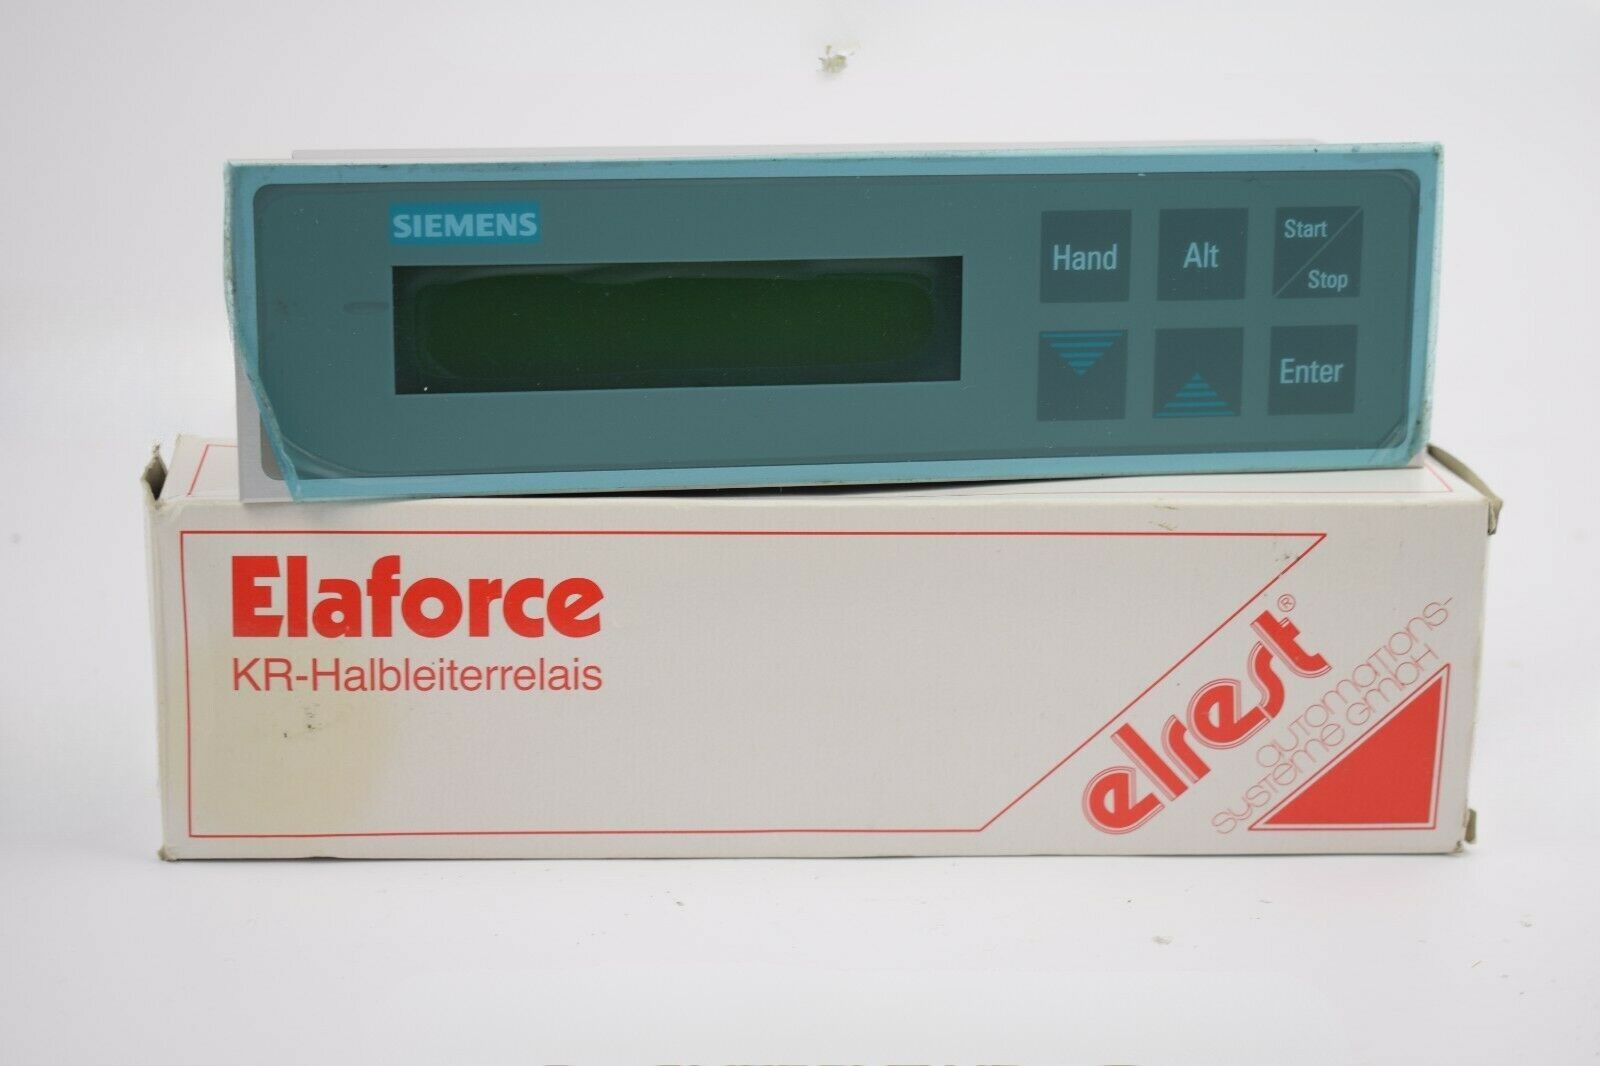 SIEMENS
Hand
Alt
Start
Stop
Enter
Elaforce
KR-Halbleiterrelais
elrest®
automations-
systeme GmbH